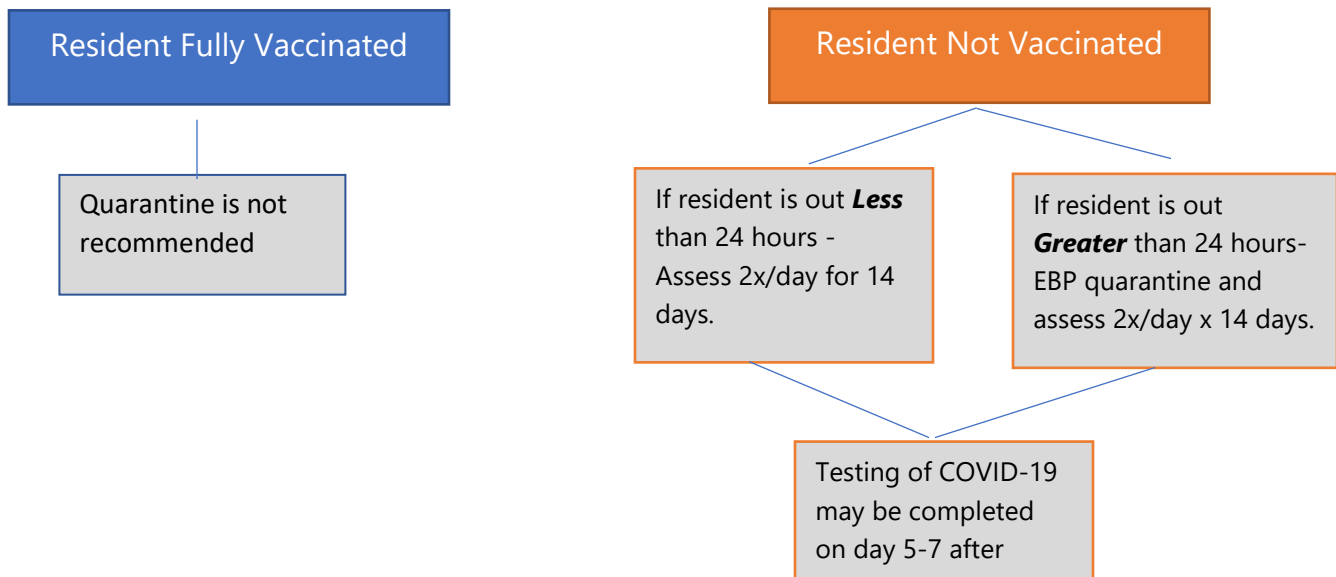 Resident Fully Vaccinated
Quarantine is not
recommended
Resident Not Vaccinated
If resident is out Less
than 24 hours -
Assess 2x/day for 14
days.
If resident is out
Greater than 24 hours-
EBP quarantine and
assess 2x/day x 14 days.
Testing of COVID-19
may be completed
on day 5-7 after